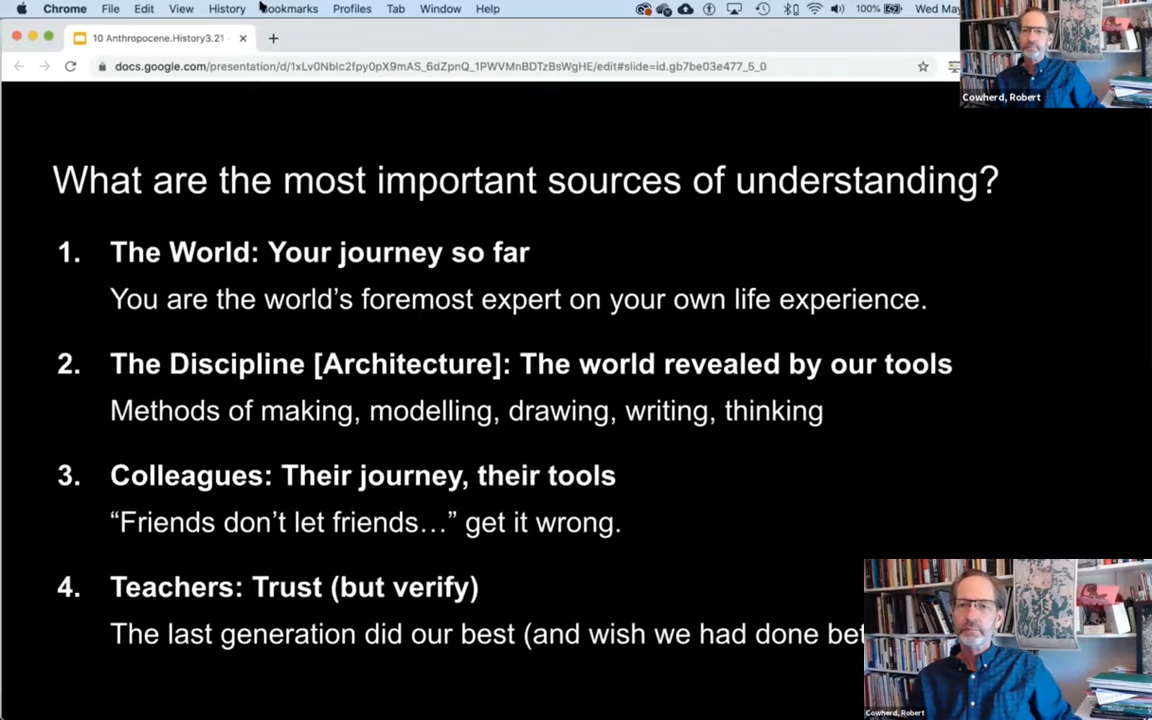 Chrome File Edit View History Bookmarks Profiles Tab Window Help 100% Wed May
10 Anthropocene.History3.21
docs.google.com/presentation/d/1xLv0Nblc2fpy0pX9mAS_6dZpnQ_1PWVMnBDTzBsWgHE/edit#slide=id.gb7be03e477_5_0
Cowherd, Robert
What are the most important sources of understanding?
1. The World: Your journey so far
You are the world’s foremost expert on your own life experience.
2. The Discipline [Architecture]: The world revealed by our tools
Methods of making, modelling, drawing, writing, thinking
3. Colleagues: Their journey, their tools
“Friends don’t let friends…” get it wrong.
4. Teachers: Trust (but verify)
The last generation did our best (and wish we had done bet
Cowherd, Robert